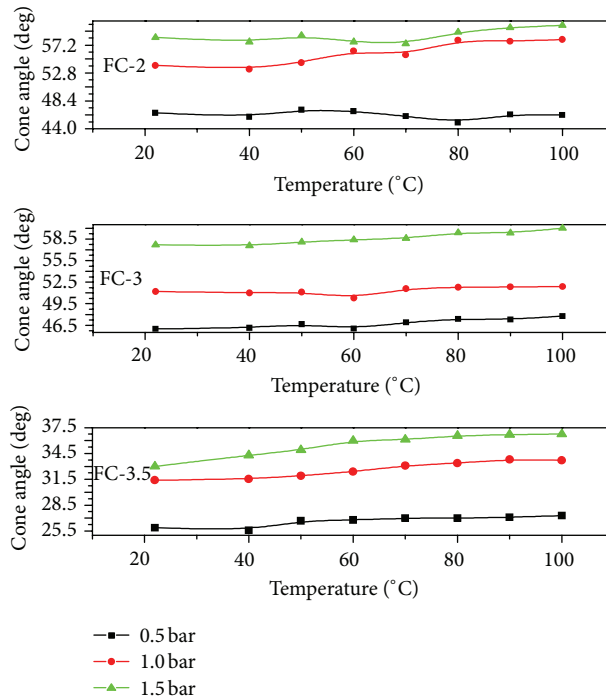 Cone angle (deg)
57.2
52.8
48.4
44.0
FC-2
20 40 60 80 100
Temperature (°C)
Cone angle (deg)
58.5
55.5
52.5
49.5
46.5
FC-3
20 40 60 80 100
Temperature (°C)
Cone angle (deg)
37.5
34.5
31.5
28.5
25.5
FC-3.5
20 40 60 80 100
Temperature (°C)
0.5 bar
1.0 bar
1.5 bar